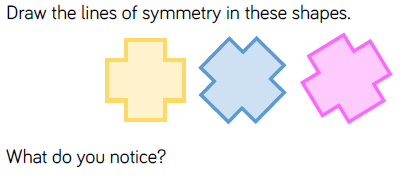 Draw the lines of symmetry in these shapes.
What do you notice?